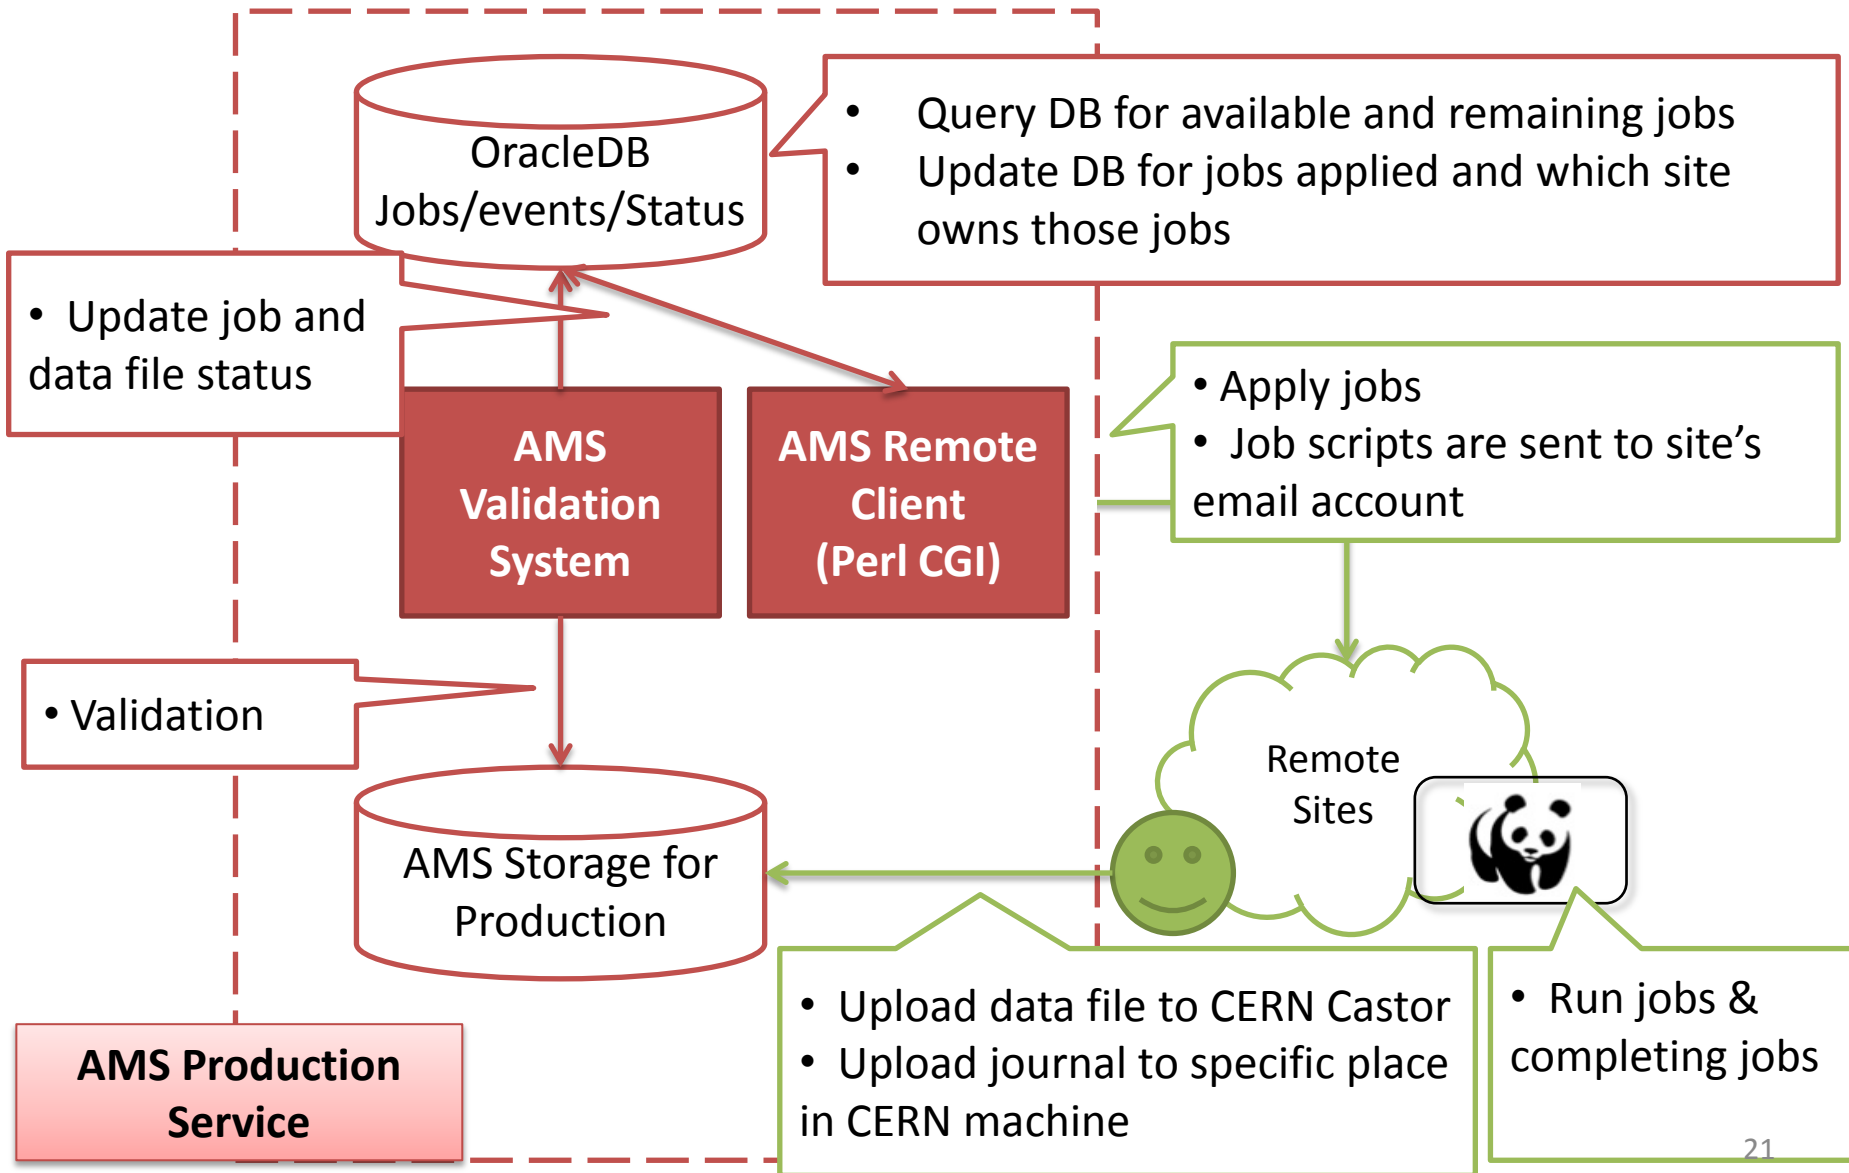 OracleDB
Jobs/events/Status
• Query DB for available and remaining jobs
• Update DB for jobs applied and which site
owns those jobs
• Update job and
data file status
AMS
Validation
System
AMS Remote
Client
(Perl CGI)
• Apply jobs
• Job scripts are sent to site’s
email account
• Validation
Remote
Sites
AMS Storage for
Production
• Upload data file to CERN Castor
• Upload journal to specific place
in CERN machine
• Run jobs &
completing jobs
AMS Production
Service
21